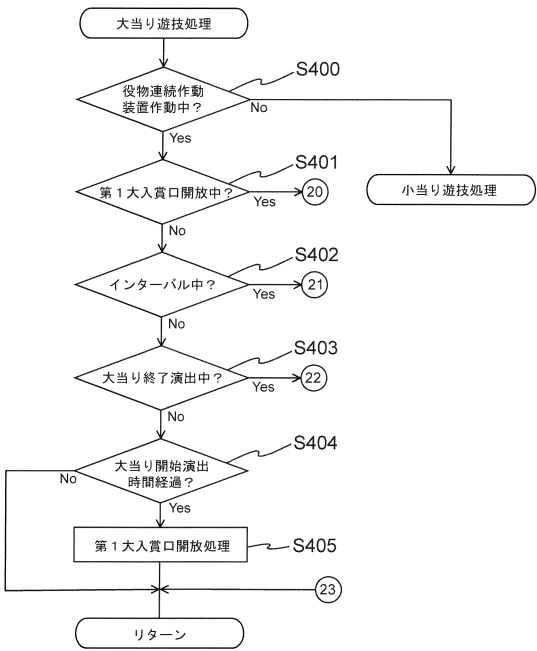 大当り遊技処理
S400
役物連続作動
装置作動中?
No
Yes
S401
第1大入賞口開放中?
Yes
20
小当り遊技処理
No
S402
インターバル中?
Yes
21
No
S403
大当り終了演出中?
Yes
22
No
S404
大当り開始演出
時間経過?
No
Yes
第1大入賞口開放処理
S405
23
リターン